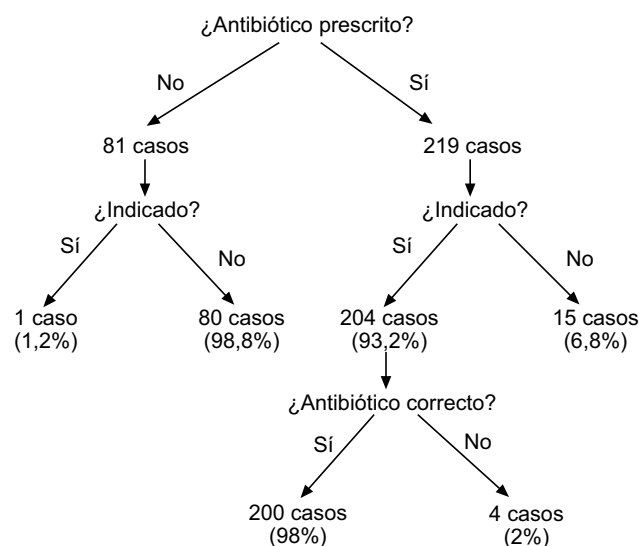 ¿Antibiótico prescrito?
No
Sí
81 casos
219 casos
¿Indicado?
¿Indicado?
Sí
No
Sí
No
1 caso
(1,2%)
80 casos
(98,8%)
204 casos
(93,2%)
15 casos
(6,8%)
¿Antibiótico correcto?
Sí
No
200 casos
(98%)
4 casos
(2%)